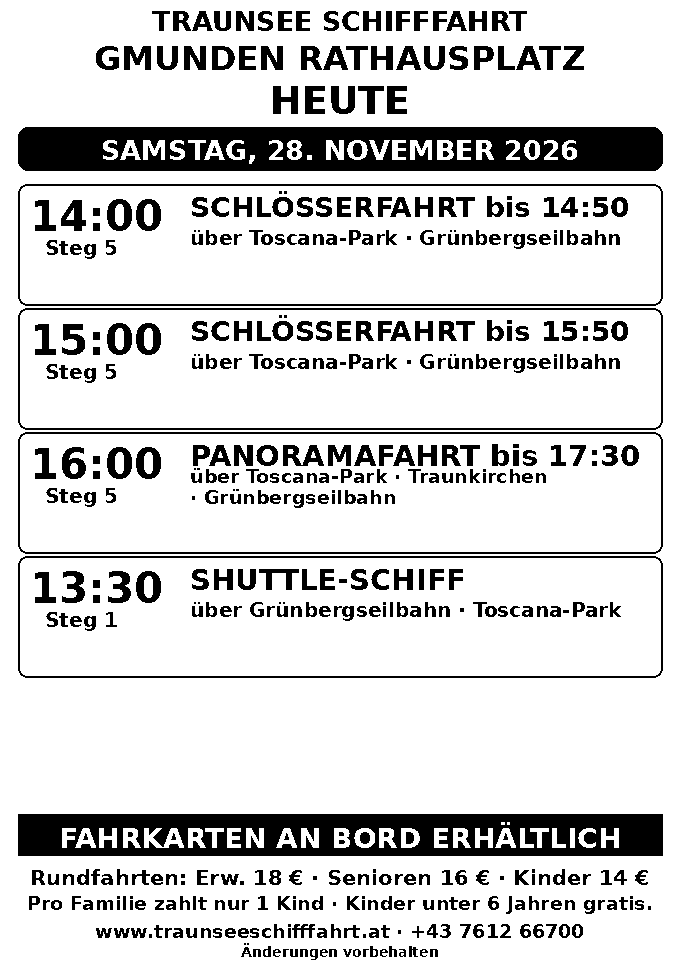 TRAUNSEE SCHIFFFAHRT
GMUNDEN RATHAUSPLATZ
HEUTE
SAMSTAG, 28. NOVEMBER 2026
14:00 SCHLÖSSERFAHRT bis 14:50
Steg 5 über Toscana-Park · Grünbergseilbahn
15:00 SCHLÖSSERFAHRT bis 15:50
Steg 5 über Toscana-Park · Grünbergseilbahn
16:00 PANORAMAFAHRT bis 17:30
über Toscana-Park · Traunkirchen
Steg 5 · Grünbergseilbahn
13:30 SHUTTLE-SCHIFF
Steg 1 über Grünbergseilbahn · Toscana-Park
FAHRKARTEN AN BORD ERHÄLTLICH
Rundfahrten: Erw. 18 € · Senioren 16 € · Kinder 14 €
Pro Familie zahlt nur 1 Kind · Kinder unter 6 Jahren gratis.
www.traunseeschifffahrt.at · +43 7612 66700
Änderungen vorbehalten